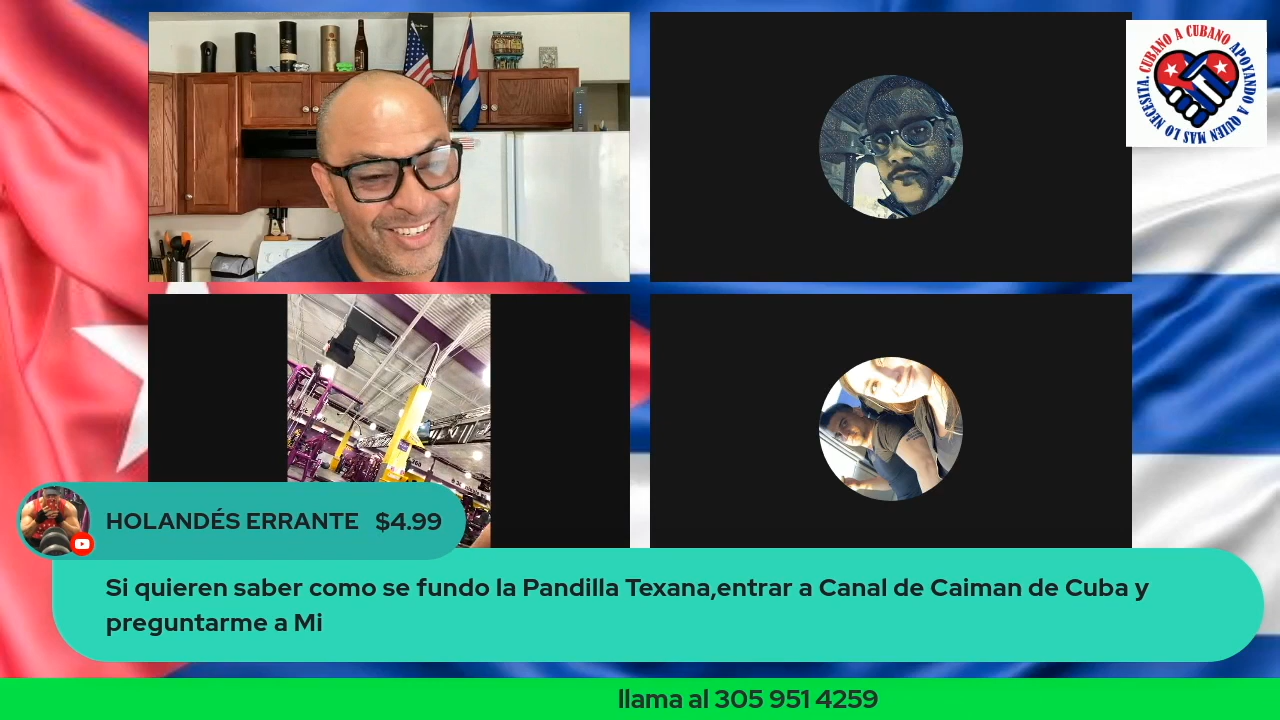 CUBANO A CUBANO APOYANDO A QUIEN MAS LO NECESITA.
HOLANDÉS ERRANTE $4.99
Si quieren saber como se fundo la Pandilla Texana,entrar a Canal de Caiman de Cuba y
preguntarme a Mi
llama al 305 951 4259